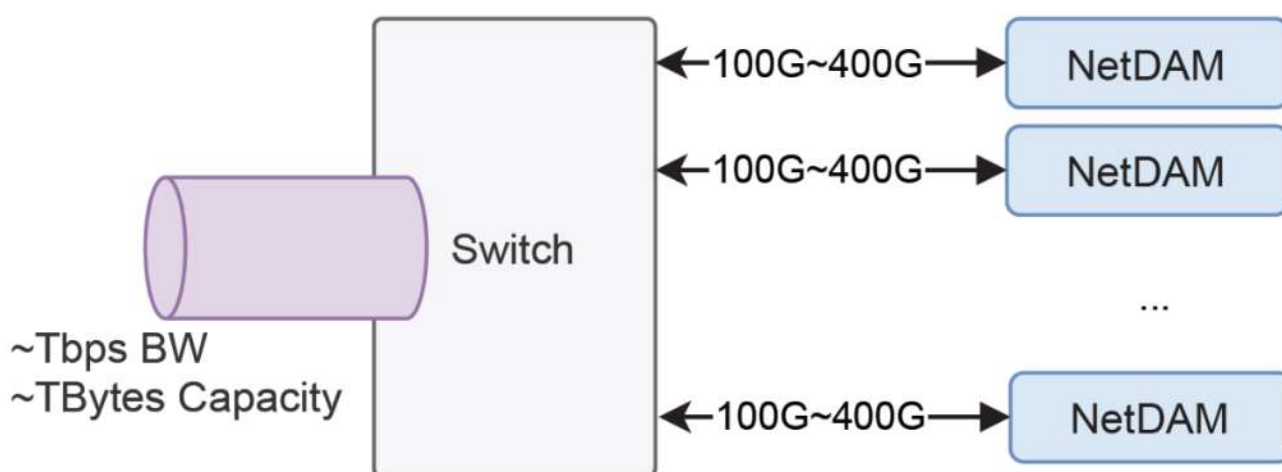 100G~400G NetDAM
100G~400G NetDAM
Switch
...
~Tbps BW
~TBytes Capacity
100G~400G NetDAM